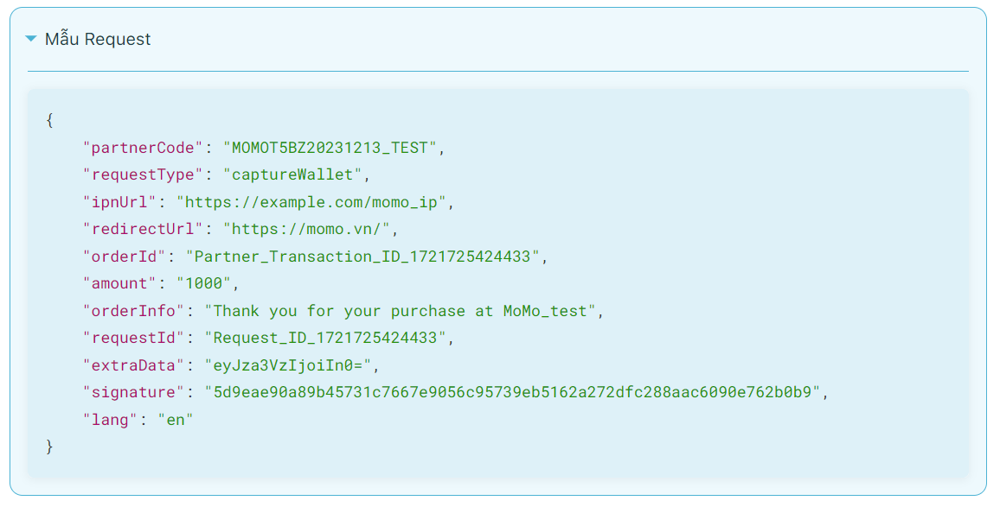 Mẫu Request
{
"partnerCode": "MOMOT5BZ20231213_TEST",
"requestType": "captureWallet",
"ipnUrl": "https://example.com/momo_ip",
"redirectUrl": "https://momo.vn/",
"orderId": "Partner_Transaction_ID_1721725424433",
"amount": "1000",
"orderInfo": "Thank you for your purchase at MoMo_test",
"requestId": "Request_ID_1721725424433",
"extraData": "eyJza3VzIjoiIn0=",
"signature": "5d9eae90a89b45731c7667e9056c95739eb5162a272dfc288aac6090e762b0b9",
"lang": "en"
}